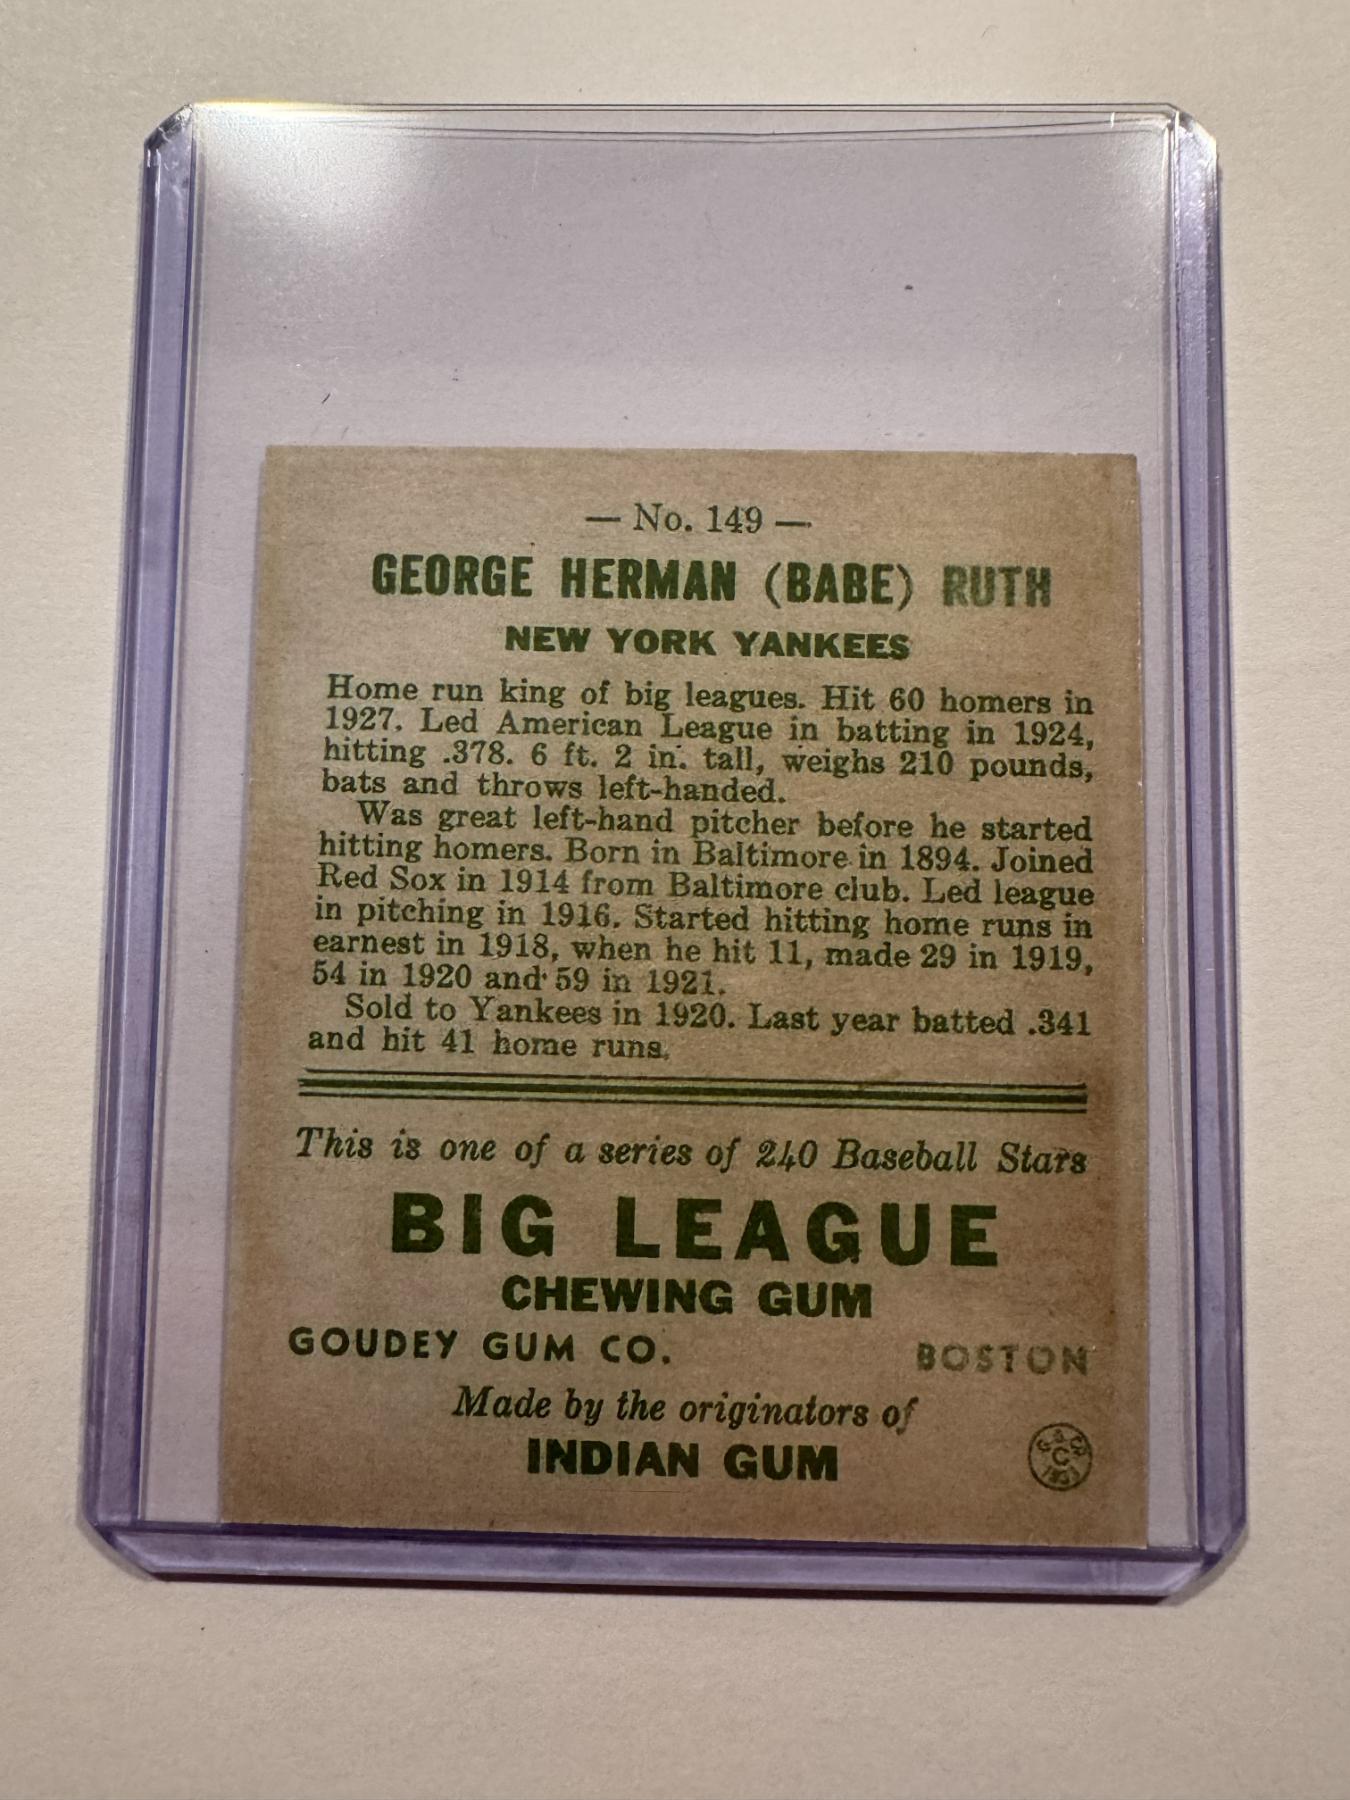 — No. 149 —
GEORGE HERMAN (BABE) RUTH
NEW YORK YANKEES
Home run king of big leagues. Hit 60 homers in
1927. Led American League in batting in 1924,
hitting .378. 6 ft. 2 in. tall, weighs 210 pounds,
bats and throws left-handed.
Was great left-hand pitcher before he started
hitting homers. Born in Baltimore in 1894. Joined
Red Sox in 1914 from Baltimore club. Led league
in pitching in 1916. Started hitting home runs in
earnest in 1918, when he hit 11, made 29 in 1919,
54 in 1920 and 59 in 1921.
Sold to Yankees in 1920. Last year batted .341
and hit 41 home runs.
This is one of a series of 240 Baseball Stars
BIG LEAGUE
CHEWING GUM
GOUDEY GUM CO. BOSTON
Made by the originators of
INDIAN GUM
C
1933